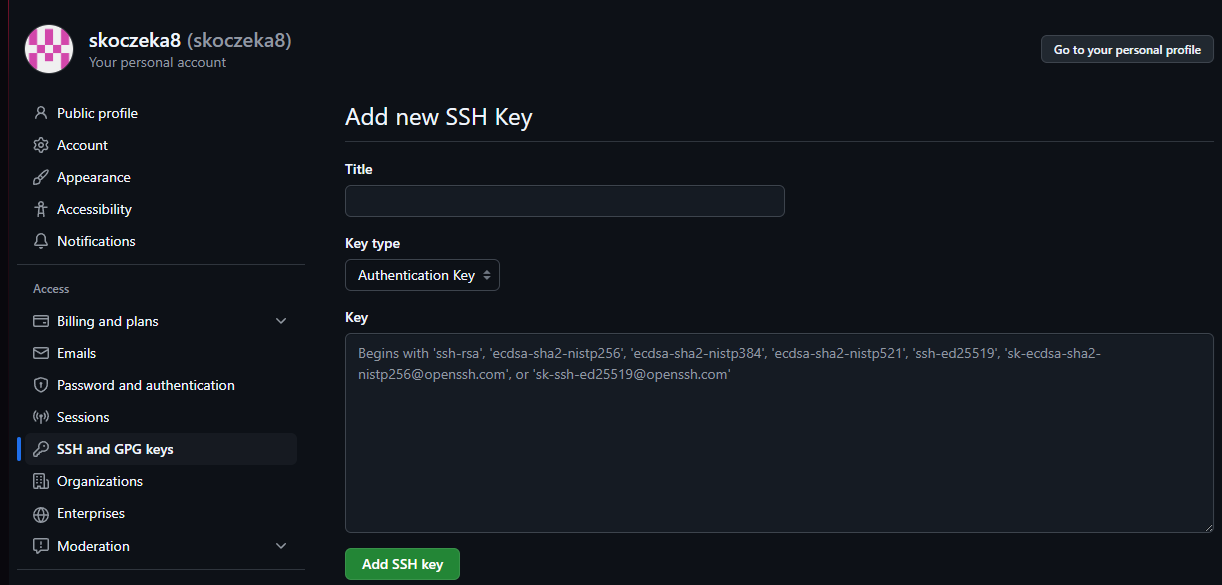 skoczeka8 (skoczeka8)
Your personal account
Go to your personal profile
Public profile
Account
Appearance
Accessibility
Notifications
Access
Billing and plans
Emails
Password and authentication
Sessions
SSH and GPG keys
Organizations
Enterprises
Moderation
Add new SSH Key
Title
Key type
Authentication Key
Key
Begins with 'ssh-rsa', 'ecdsa-sha2-nistp256', 'ecdsa-sha2-nistp384', 'ecdsa-sha2-nistp521', 'ssh-ed25519', 'sk-ecdsa-sha2-
nistp256@openssh.com', or 'sk-ssh-ed25519@openssh.com'
Add SSH key